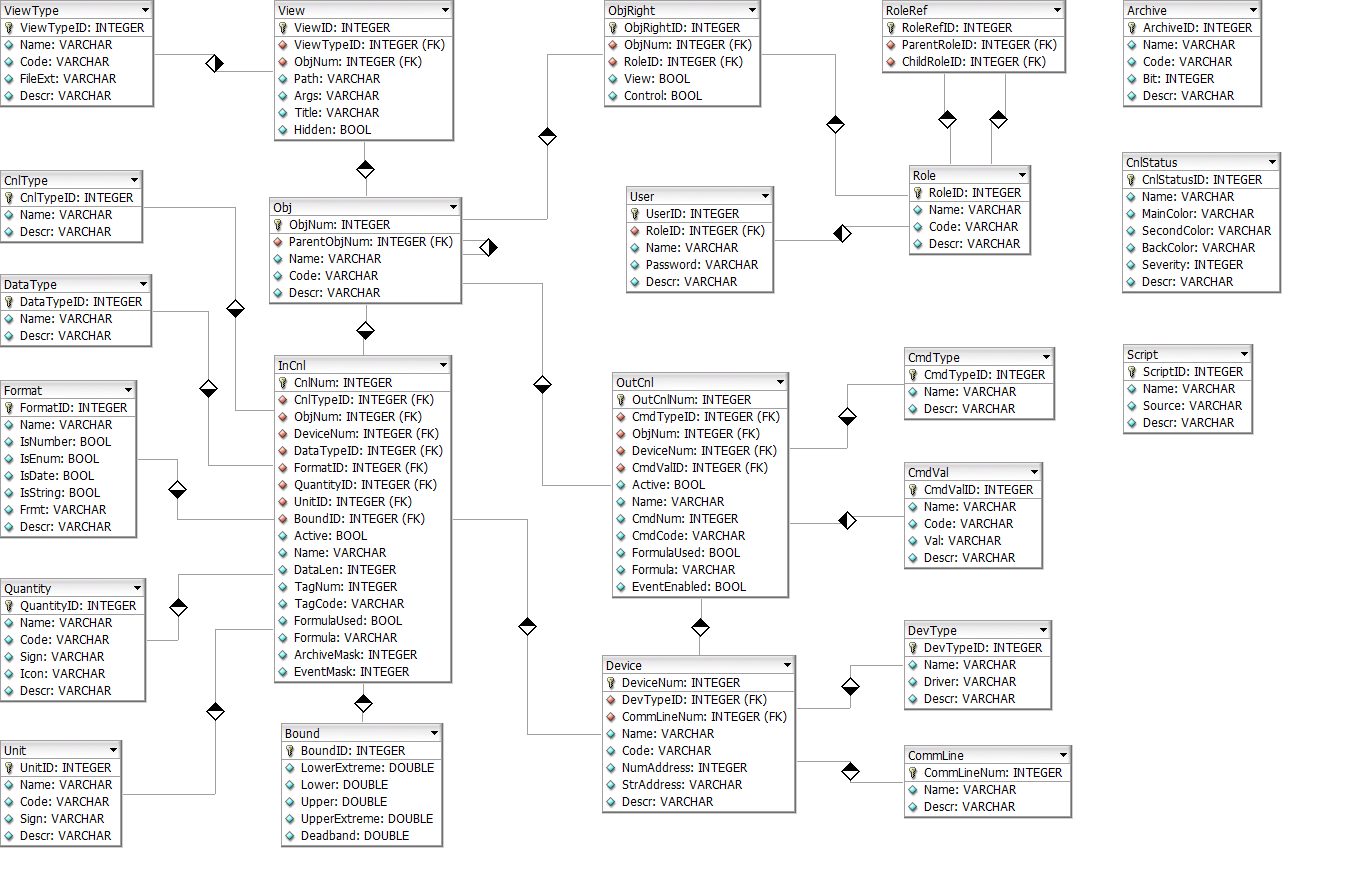 ViewType
ViewTypeID: INTEGER
Name: VARCHAR
Code: VARCHAR
FileExt: VARCHAR
Descr: VARCHAR
View
ViewID: INTEGER
ViewTypeID: INTEGER (FK)
ObjNum: INTEGER (FK)
Path: VARCHAR
Args: VARCHAR
Title: VARCHAR
Hidden: BOOL
ObjRight
ObjRightID: INTEGER
ObjNum: INTEGER (FK)
RoleID: INTEGER (FK)
View: BOOL
Control: BOOL
RoleRef
RoleRefID: INTEGER
ParentRoleID: INTEGER (FK)
ChildRoleID: INTEGER (FK)
Archive
ArchiveID: INTEGER
Name: VARCHAR
Code: VARCHAR
Bit: INTEGER
Descr: VARCHAR
CnlType
CnlTypeID: INTEGER
Name: VARCHAR
Descr: VARCHAR
Obj
ObjNum: INTEGER
ParentObjNum: INTEGER (FK)
Name: VARCHAR
Code: VARCHAR
Descr: VARCHAR
User
UserID: INTEGER
RoleID: INTEGER (FK)
Name: VARCHAR
Password: VARCHAR
Descr: VARCHAR
Role
RoleID: INTEGER
Name: VARCHAR
Code: VARCHAR
Descr: VARCHAR
CnlStatus
CnlStatusID: INTEGER
Name: VARCHAR
MainColor: VARCHAR
SecondColor: VARCHAR
BackColor: VARCHAR
Severity: INTEGER
Descr: VARCHAR
DataType
DataTypeID: INTEGER
Name: VARCHAR
Descr: VARCHAR
Format
FormatID: INTEGER
Name: VARCHAR
IsNumber: BOOL
IsEnum: BOOL
IsDate: BOOL
IsString: BOOL
Frmt: VARCHAR
Descr: VARCHAR
InCnl
CnlNum: INTEGER
CnlTypeID: INTEGER (FK)
ObjNum: INTEGER (FK)
DeviceNum: INTEGER (FK)
DataTypeID: INTEGER (FK)
FormatID: INTEGER (FK)
QuantityID: INTEGER (FK)
UnitID: INTEGER (FK)
BoundID: INTEGER (FK)
Active: BOOL
Name: VARCHAR
DataLen: INTEGER
TagNum: INTEGER
TagCode: VARCHAR
FormulaUsed: BOOL
Formula: VARCHAR
ArchiveMask: INTEGER
EventMask: INTEGER
OutCnl
OutCnlNum: INTEGER
CmdTypeID: INTEGER (FK)
ObjNum: INTEGER (FK)
DeviceNum: INTEGER (FK)
CmdValID: INTEGER (FK)
Active: BOOL
Name: VARCHAR
CmdNum: INTEGER
CmdCode: VARCHAR
FormulaUsed: BOOL
Formula: VARCHAR
EventEnabled: BOOL
CmdType
CmdTypeID: INTEGER
Name: VARCHAR
Descr: VARCHAR
Script
ScriptID: INTEGER
Name: VARCHAR
Source: VARCHAR
Descr: VARCHAR
CmdVal
CmdValID: INTEGER
Name: VARCHAR
Code: VARCHAR
Val: VARCHAR
Descr: VARCHAR
Quantity
QuantityID: INTEGER
Name: VARCHAR
Code: VARCHAR
Sign: VARCHAR
Icon: VARCHAR
Descr: VARCHAR
Unit
UnitID: INTEGER
Name: VARCHAR
Code: VARCHAR
Sign: VARCHAR
Descr: VARCHAR
Bound
BoundID: INTEGER
LowerExtreme: DOUBLE
Lower: DOUBLE
Upper: DOUBLE
UpperExtreme: DOUBLE
Deadband: DOUBLE
Device
DeviceNum: INTEGER
DevTypeID: INTEGER (FK)
CommLineNum: INTEGER (FK)
Name: VARCHAR
Code: VARCHAR
NumAddress: INTEGER
StrAddress: VARCHAR
Descr: VARCHAR
DevType
DevTypeID: INTEGER
Name: VARCHAR
Driver: VARCHAR
Descr: VARCHAR
CommLine
CommLineNum: INTEGER
Name: VARCHAR
Descr: VARCHAR